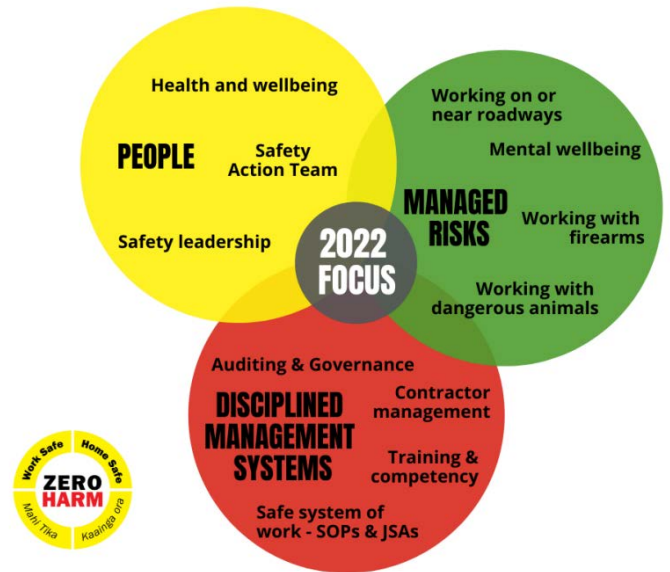 Health and wellbeing
PEOPLE
Safety
Action Team
Safety leadership
Working on or
near roadways
Mental wellbeing
MANAGED
RISKS
Working with
firearms
Working with
dangerous animals
2022
FOCUS
Auditing & Governance
DISCIPLINED
MANAGEMENT
SYSTEMS
Contractor
management
Training &
competency
Safe system of
work - SOPs & JSAs
Work Safe
Home Safe
ZERO
HARM
Mahi Tika
Kaainga ora